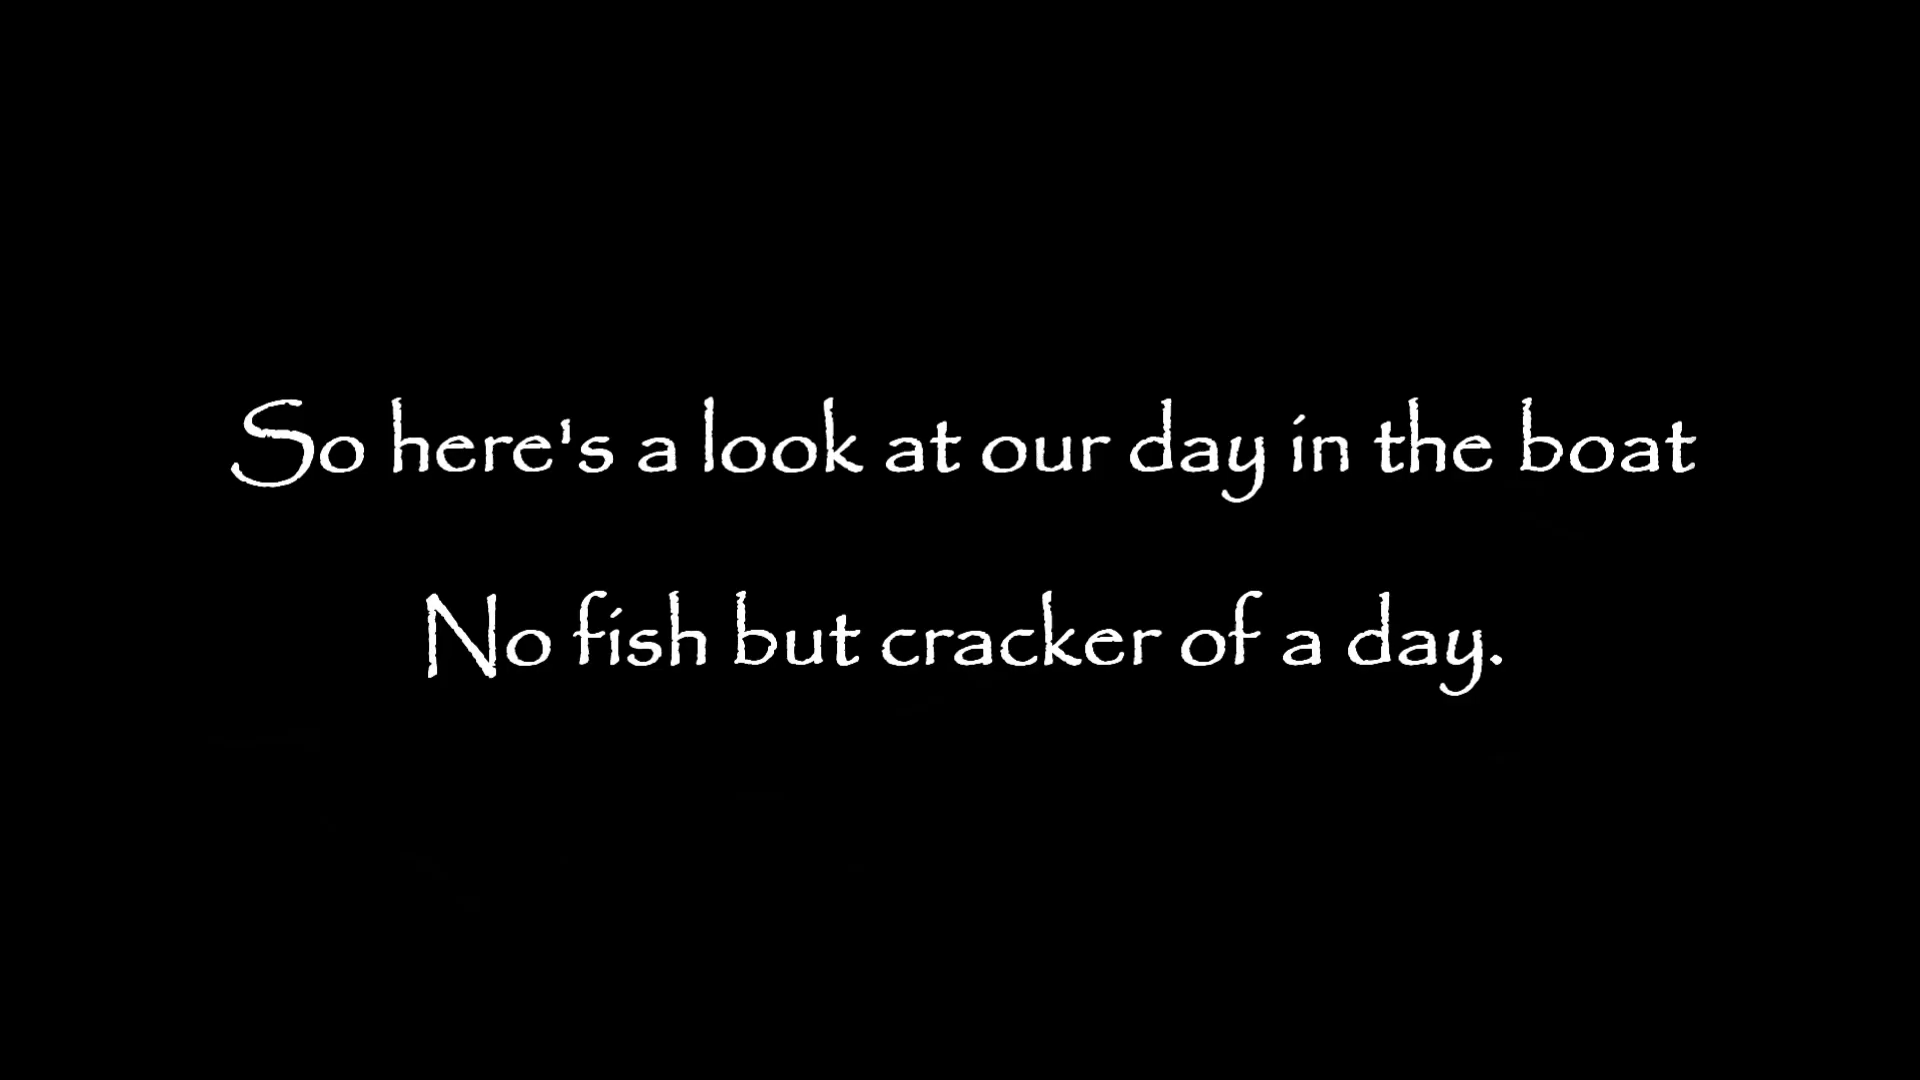 So here's a look at our day in the boat
No fish but cracker of a day.